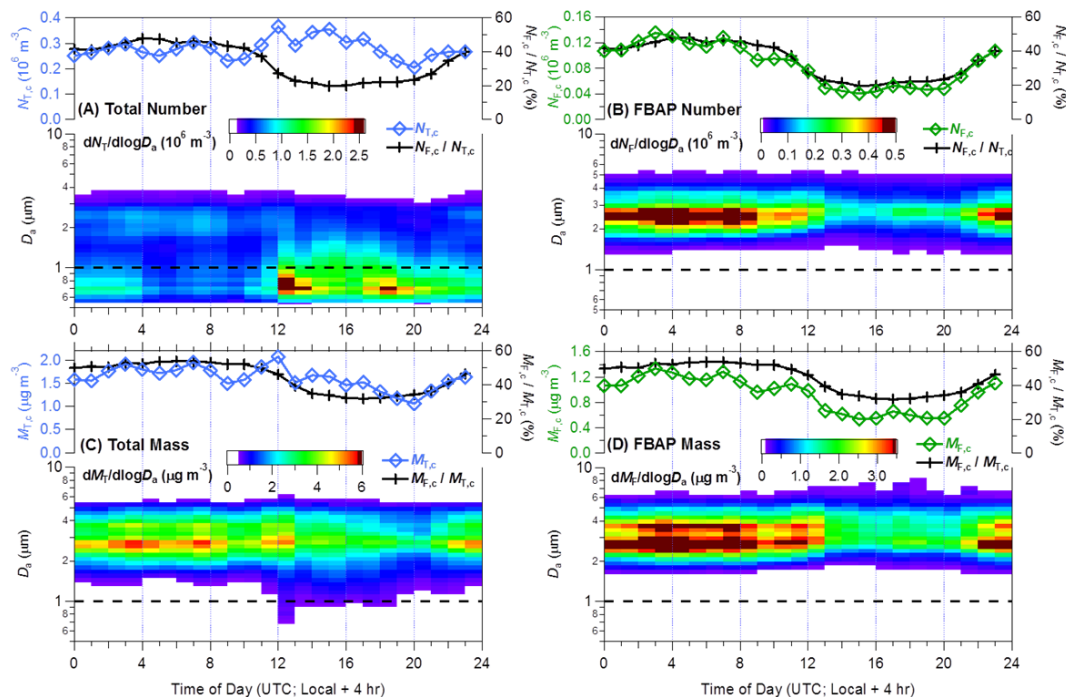 0.4
0.3
0.2
0.1
0.0
N_T,c (10^6 m^-3)
60
40
20
0
N_F,c / N_T,c (%)
(A) Total Number
dN_T/dlogD_a (10^6 m^-3)
0 0.5 1.0 1.5 2.0 2.5
N_T,c
N_F,c / N_T,c
10
8
6
4
2
1
8
6
D_a (µm)
0 4 8 12 16 20 24
0.16
0.12
0.08
0.04
0.00
N_F,c (10^6 m^-3)
60
40
20
0
N_F,c / N_T,c (%)
(B) FBAP Number
dN_F/dlogD_a (10^6 m^-3)
0 0.1 0.2 0.3 0.4 0.5
N_F,c
N_F,c / N_T,c
10
8
6
5
4
3
2
1
8
6
5
0 4 8 12 16 20 24
2.0
1.5
1.0
0.5
0.0
M_T,c (µg m^-3)
60
40
20
0
M_F,c / M_T,c (%)
(C) Total Mass
dM_T/dlogD_a (µg m^-3)
0 2 4 6
M_T,c
M_F,c / M_T,c
10
8
6
4
2
1
8
6
D_a (µm)
0 4 8 12 16 20 24
Time of Day (UTC; Local + 4 hr)
1.6
1.2
0.8
0.4
0.0
M_F,c (µg m^-3)
60
40
20
0
M_F,c / M_T,c (%)
(D) FBAP Mass
dM_F/dlogD_a (µg m^-3)
0 1.0 2.0 3.0
M_F,c
M_F,c / M_T,c
10
8
6
4
2
1
8
6
0 4 8 12 16 20 24
Time of Day (UTC; Local + 4 hr)